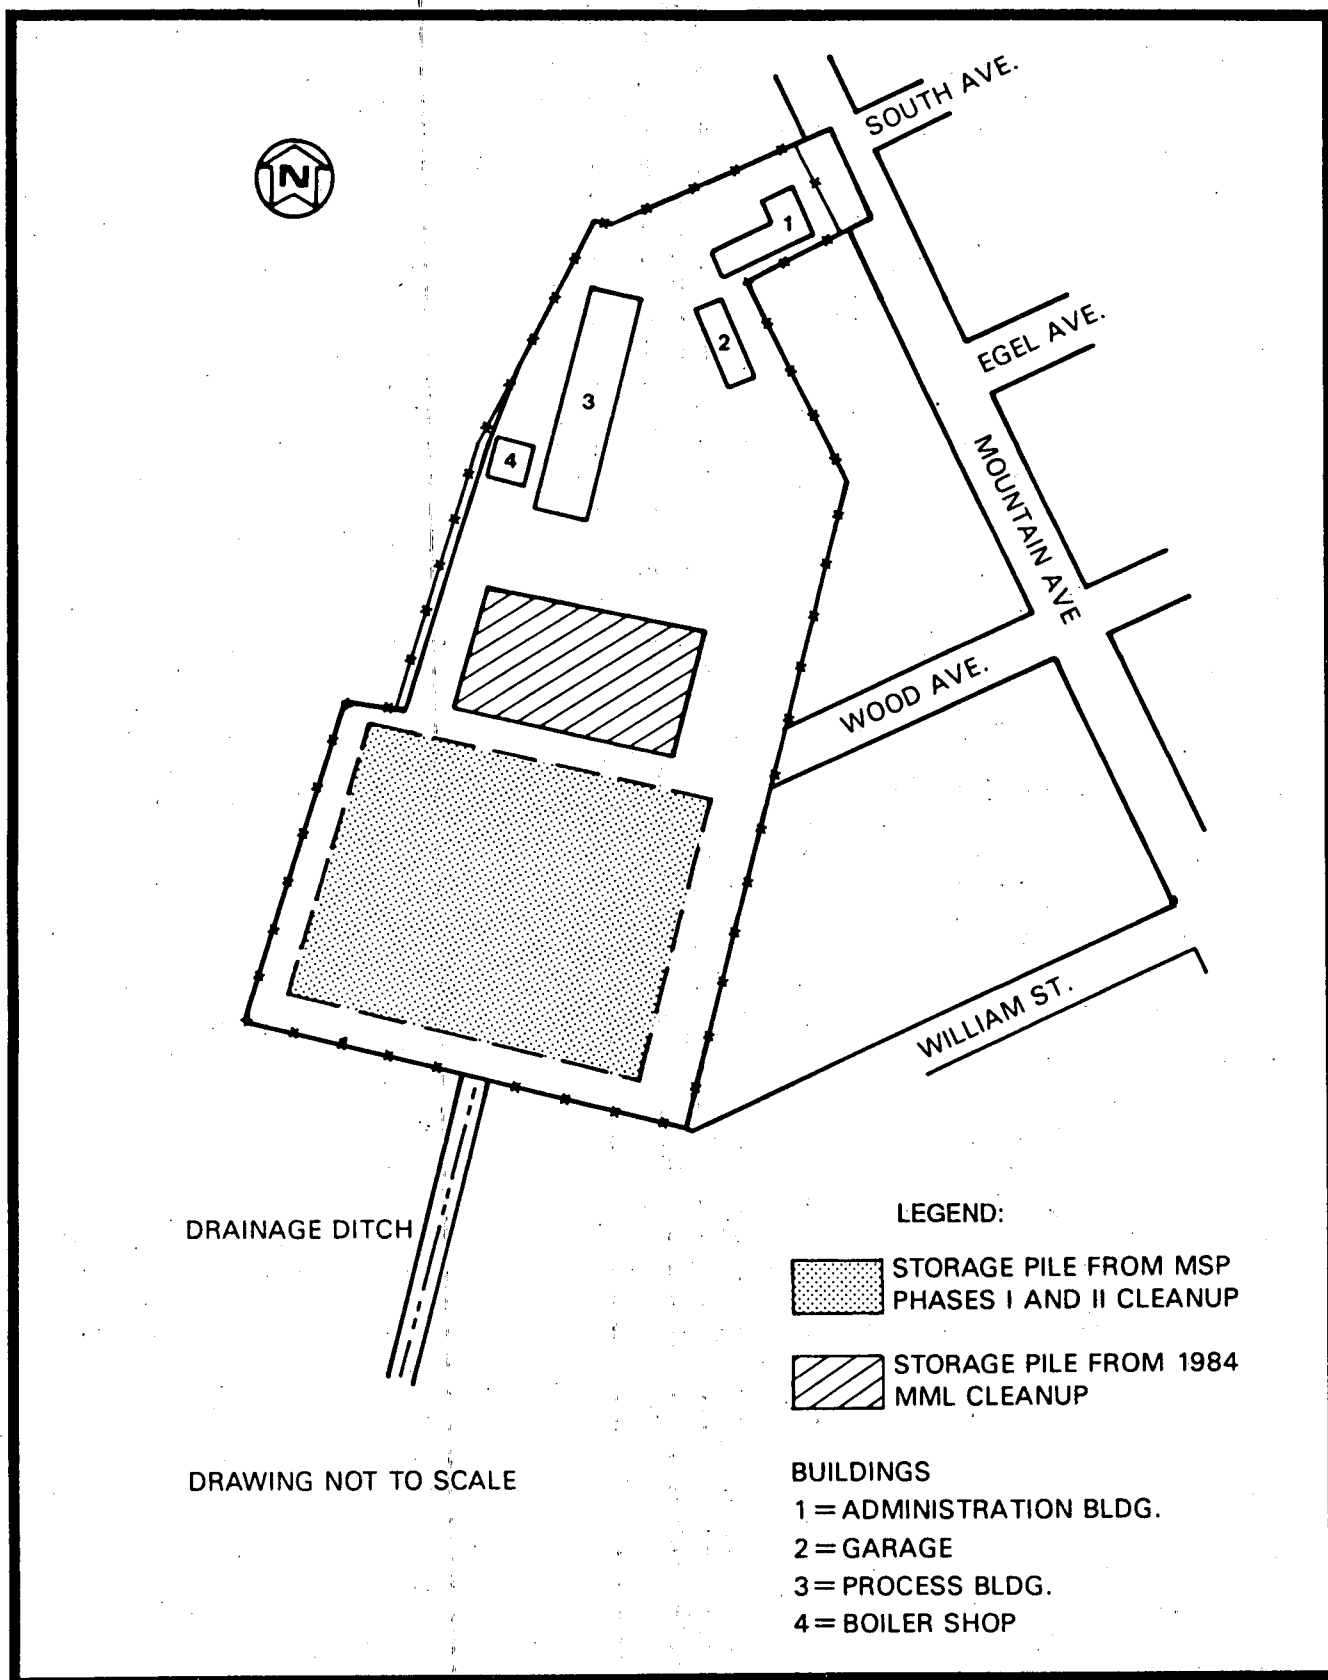 SOUTH AVE.
N
1
2
EGEL AVE.
3
4
MOUNTAIN AVE
WOOD AVE.
WILLIAM ST.
DRAINAGE DITCH
LEGEND:
STORAGE PILE FROM MSP
PHASES I AND II CLEANUP
STORAGE PILE FROM 1984
MML CLEANUP
DRAWING NOT TO SCALE
BUILDINGS
1 = ADMINISTRATION BLDG.
2 = GARAGE
3 = PROCESS BLDG.
4 = BOILER SHOP